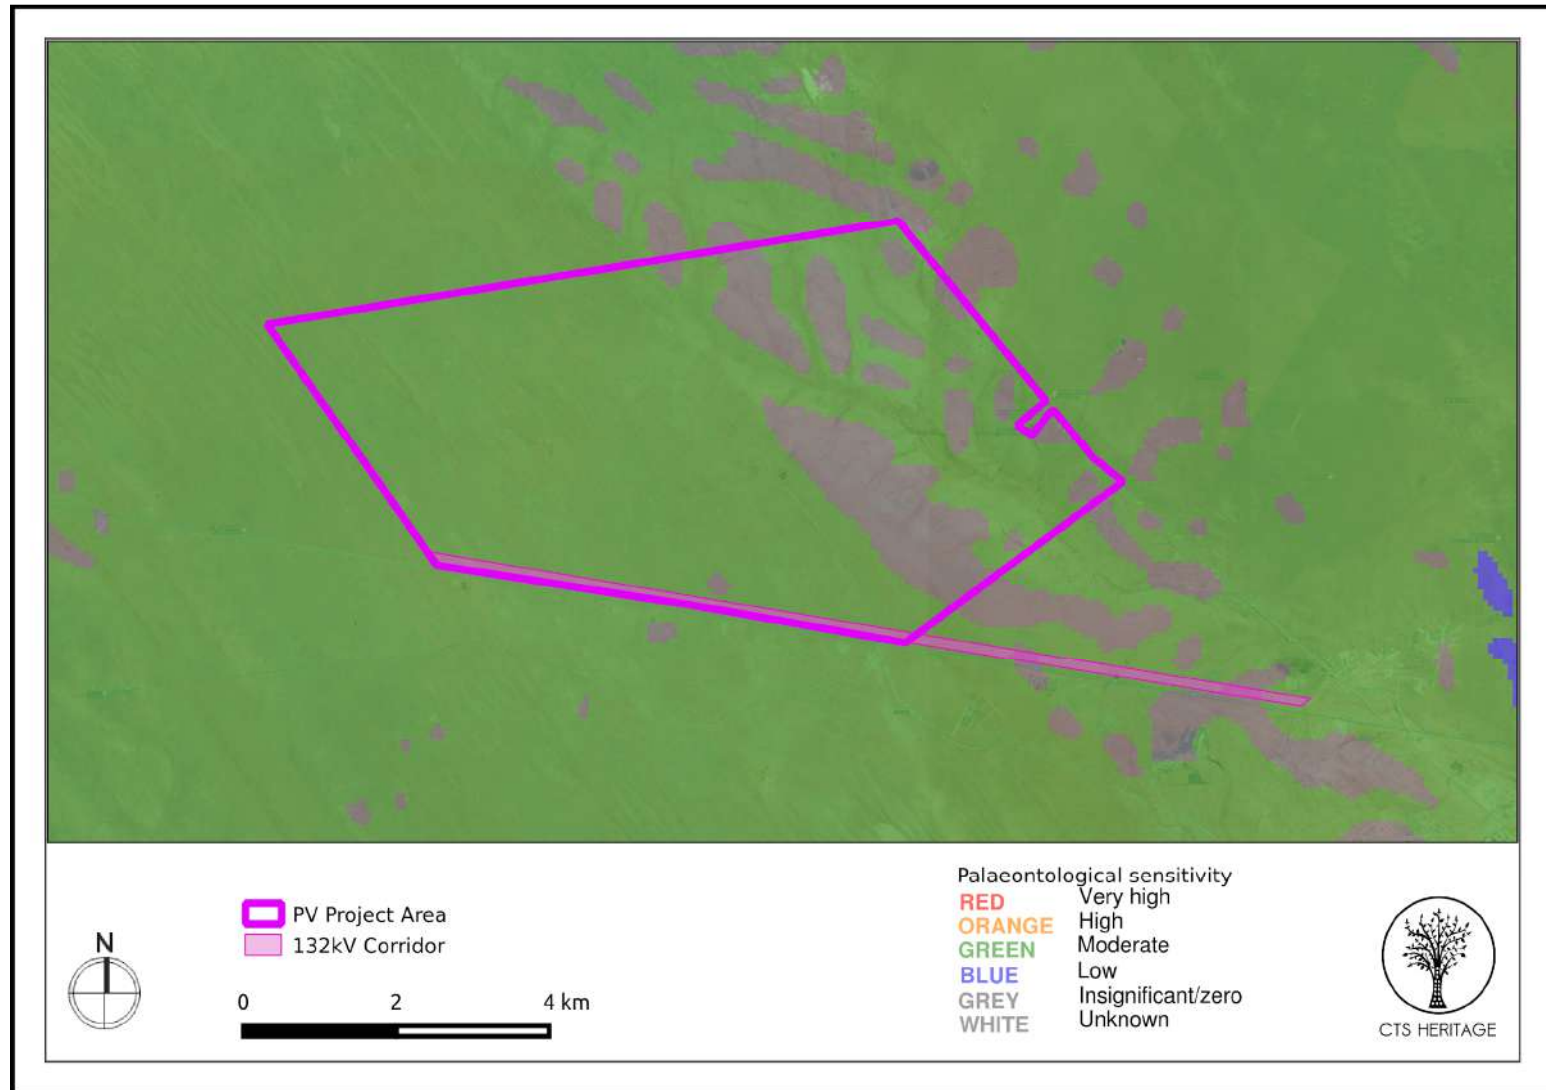 PV Project Area
132kV Corridor
N
0 2 4 km
Palaeontological sensitivity
RED Very high
ORANGE High
GREEN Moderate
BLUE Low
GREY Insignificant/zero
WHITE Unknown
CTS HERITAGE